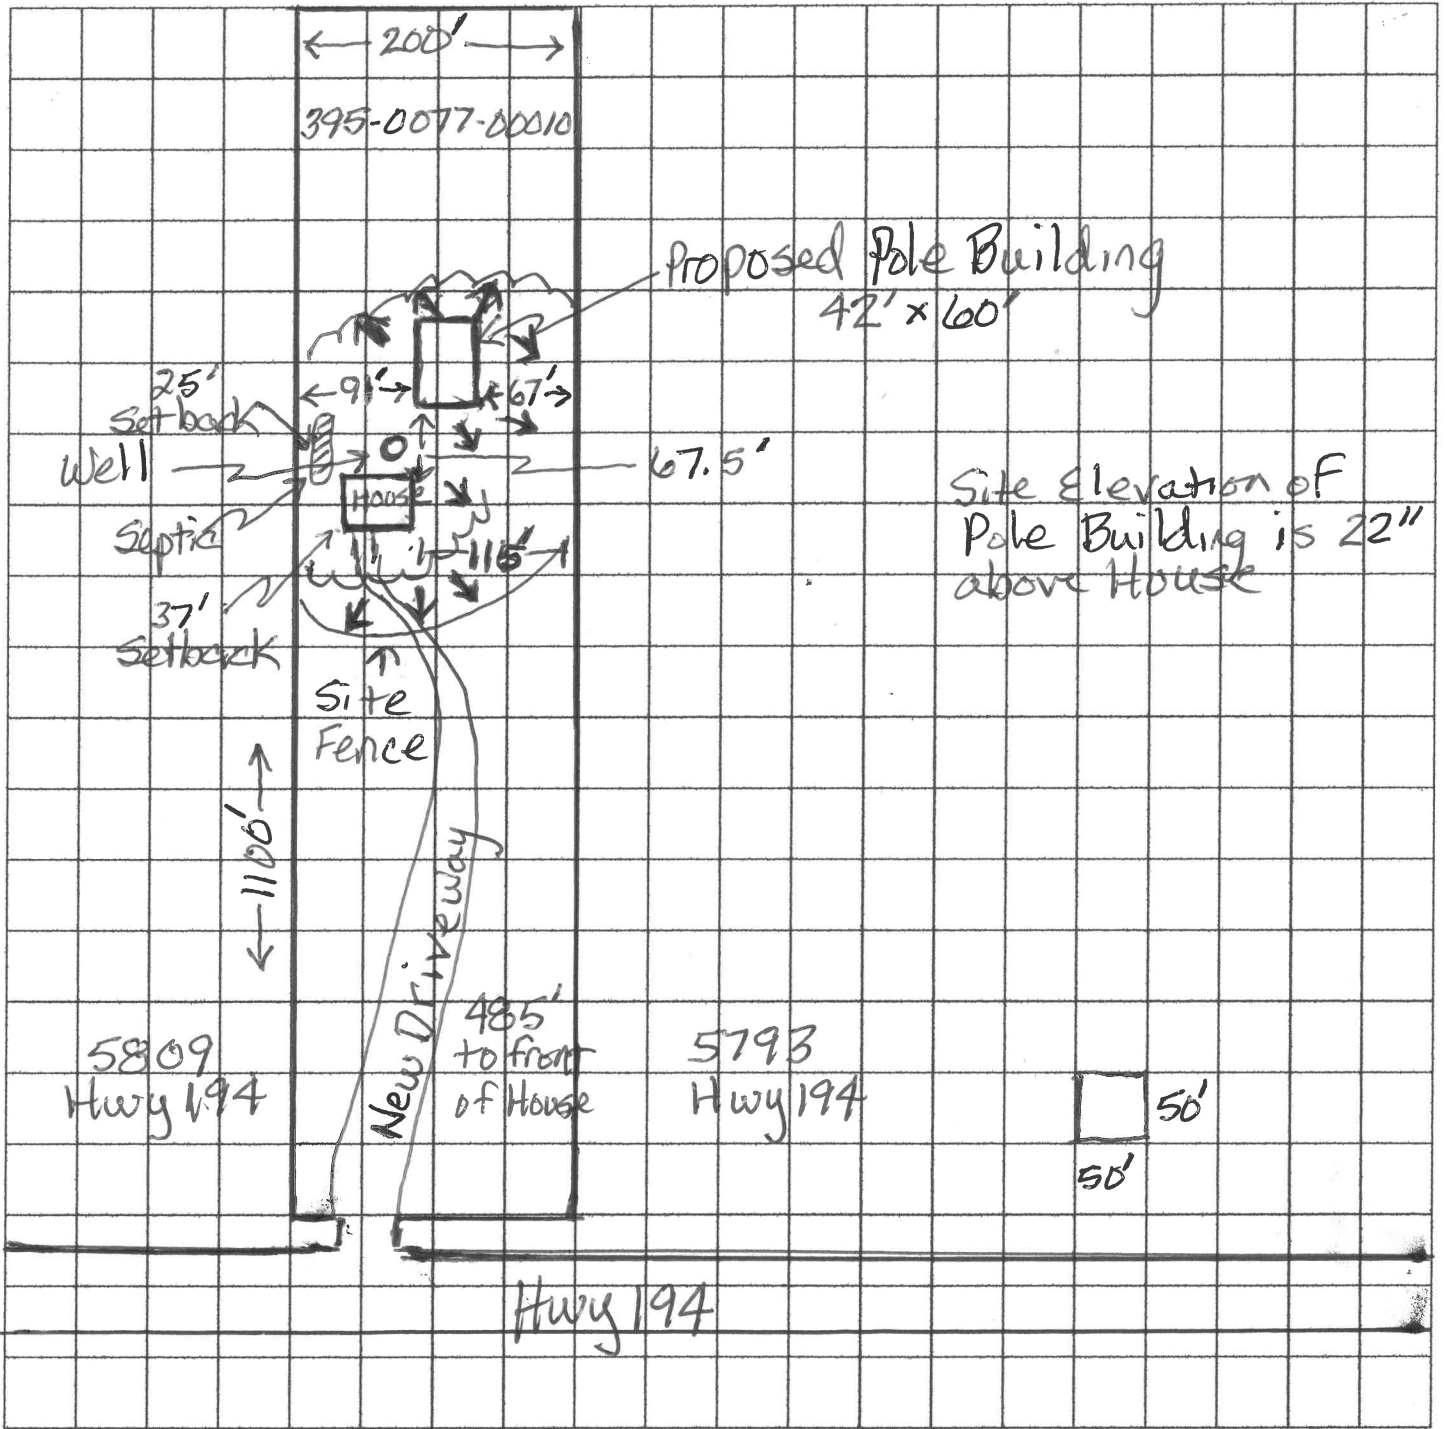 200'
395-0077-00010
Proposed Pole Building
42' x 60'
25'
Setback
91'
67'
Well
67.5'
House
Septic
115'
Site Elevation of
Pole Building is 22"
above House
37'
Setback
Site
Fence
1100'
New Driveway
485'
to front
of House
5809
Hwy 194
5793
Hwy 194
50'
50'
Hwy 194